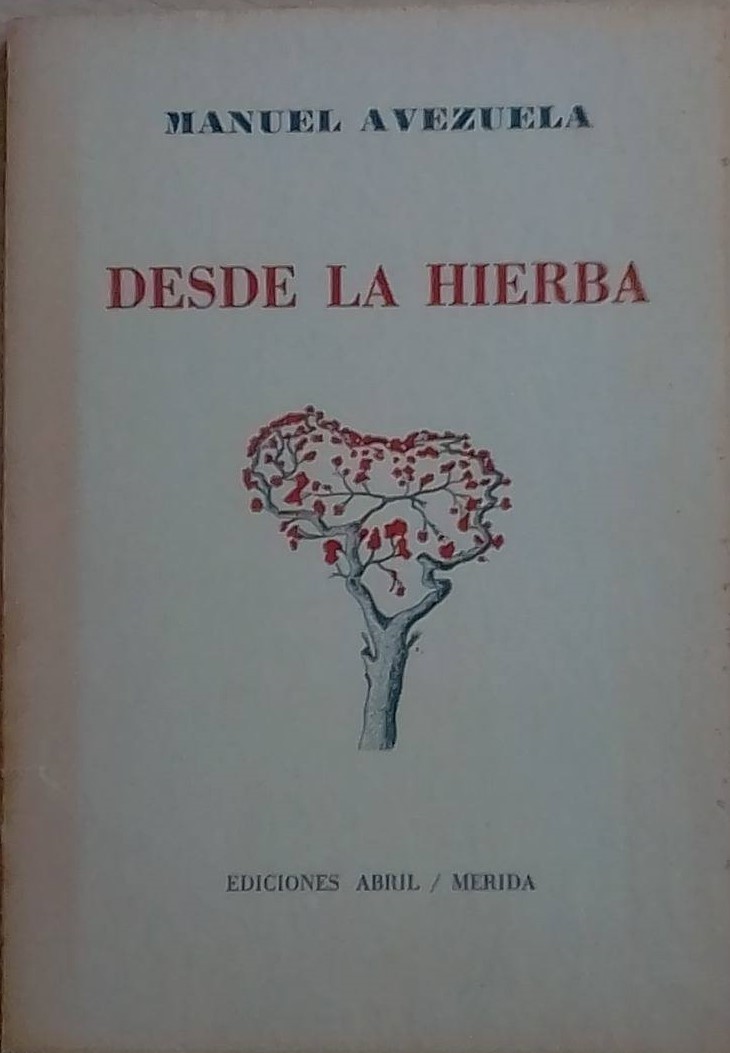 MANUEL AVEZUELA
DESDE LA HIERBA
EDICIONES ABRIL / MERIDA